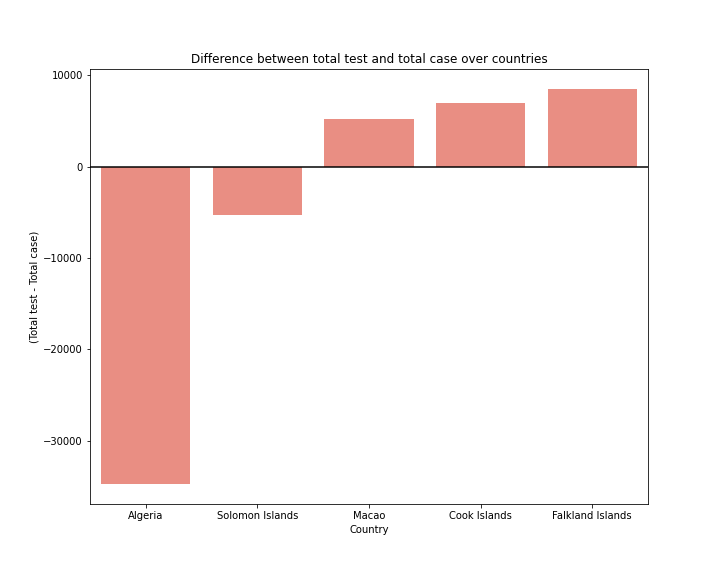 Difference between total test and total case over countries
10000
0
−10000
−20000
−30000
(Total test - Total case)
Algeria
Solomon Islands
Macao
Cook Islands
Falkland Islands
Country